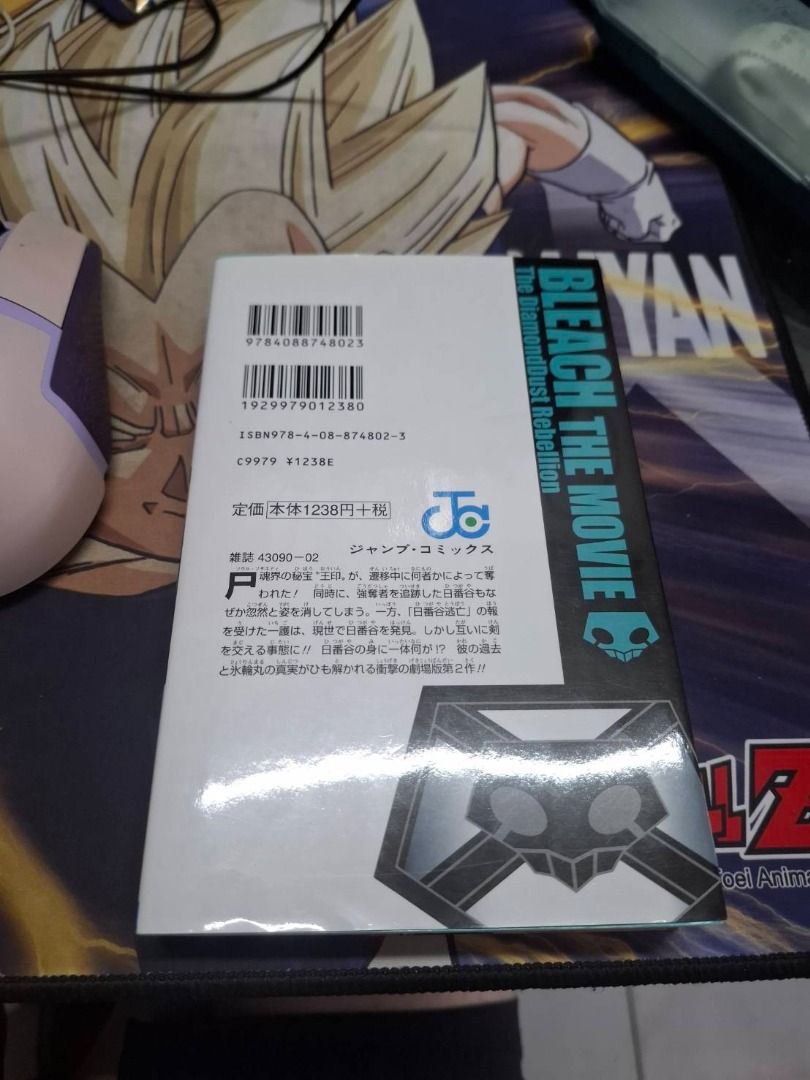 9784088748023
1929979012380
ISBN978-4-08-874802-3
C9979 ¥1238E
定価 本体1238円+税
JC
ジャンプ・コミックス
雑誌 43090-02
尸魂界の秘宝“王印”が、遷移中に何者かによって奪
われた! 同時に、強奪者を追跡した日番谷もな
ぜか忽然と姿を消してしまう。一方、「日番谷逃亡」の報
を受けた一護は、現世で日番谷を発見。しかし互いに剣
を交える事態に!! 日番谷の身に一体何が!? 彼の過去
と氷輪丸の真実がひも解かれる衝撃の劇場版第2作!!
BLEACH THE MOVIE
The DiamondDust Rebellion
IYAN
Z
oei Anima